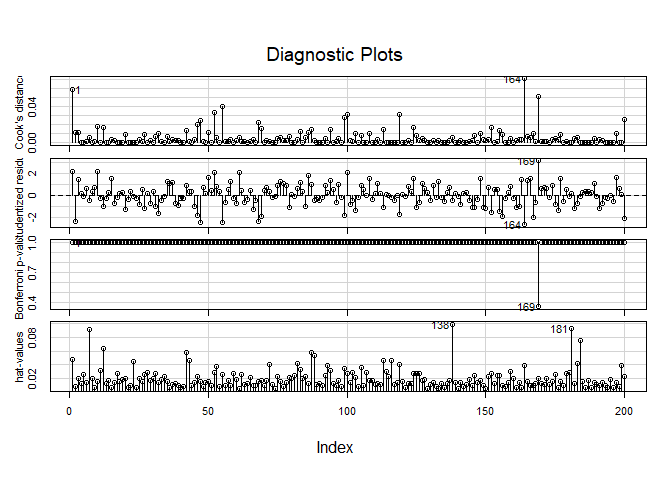 Diagnostic Plots
Cook's distance
0.00 0.04
1
164
Studentized residuals
-2 0 2
164
169
Bonferroni p-value
0.4 0.7 1.0
1
169
hat-values
0.02 0.08
138
181
0 50 100 150 200
Index